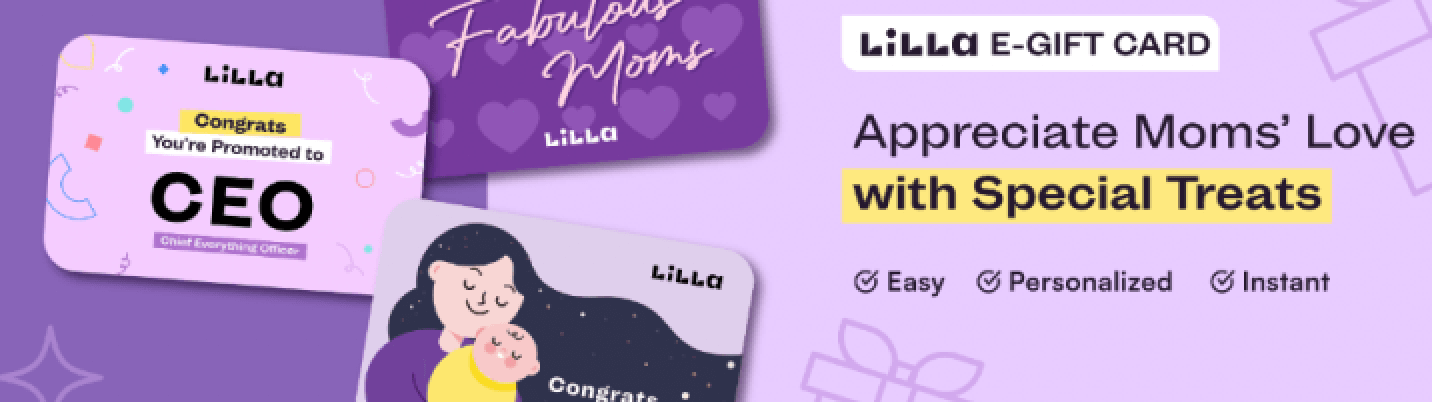 LiLLa
Congrats
You're Promoted to
CEO
Chief Everything Officer
Fabulous
Moms
LiLLa
LiLLa
Congrats
LiLLa E-GIFT CARD
Appreciate Moms' Love
with Special Treats
Easy Personalized Instant